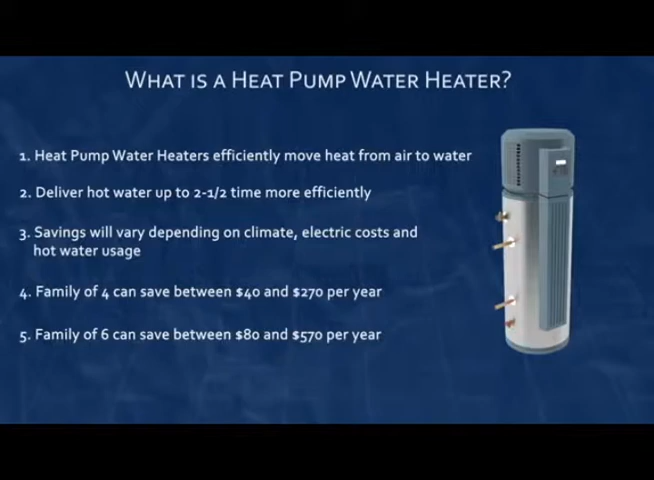 WHAT IS A HEAT PUMP WATER HEATER?
1. Heat Pump Water Heaters efficiently move heat from air to water
2. Deliver hot water up to 2-1/2 time more efficiently
3. Savings will vary depending on climate, electric costs and
hot water usage
4. Family of 4 can save between $40 and $270 per year
5. Family of 6 can save between $80 and $570 per year